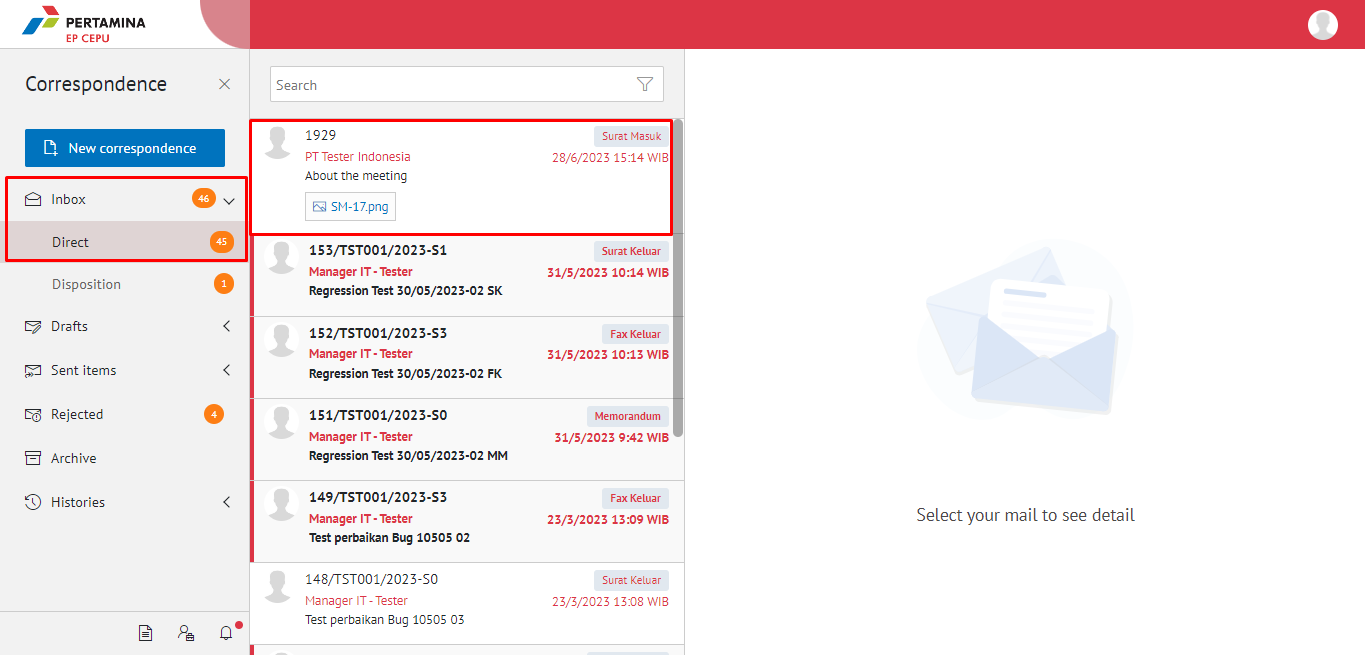 PERTAMINA
EP CEPU
Correspondence
New correspondence
Inbox 46
Direct 45
Disposition 1
Drafts
Sent items
Rejected 4
Archive
Histories
Search
1929 Surat Masuk
PT Tester Indonesia 28/6/2023 15:14 WIB
About the meeting
SM-17.png
153/TST001/2023-S1 Surat Keluar
Manager IT - Tester 31/5/2023 10:14 WIB
Regression Test 30/05/2023-02 SK
152/TST001/2023-S3 Fax Keluar
Manager IT - Tester 31/5/2023 10:13 WIB
Regression Test 30/05/2023-02 FK
151/TST001/2023-S0 Memorandum
Manager IT - Tester 31/5/2023 9:42 WIB
Regression Test 30/05/2023-02 MM
149/TST001/2023-S3 Fax Keluar
Manager IT - Tester 23/3/2023 13:09 WIB
Test perbaikan Bug 10505 02
148/TST001/2023-S0 Surat Keluar
Manager IT - Tester 23/3/2023 13:08 WIB
Test perbaikan Bug 10505 03
Select your mail to see detail